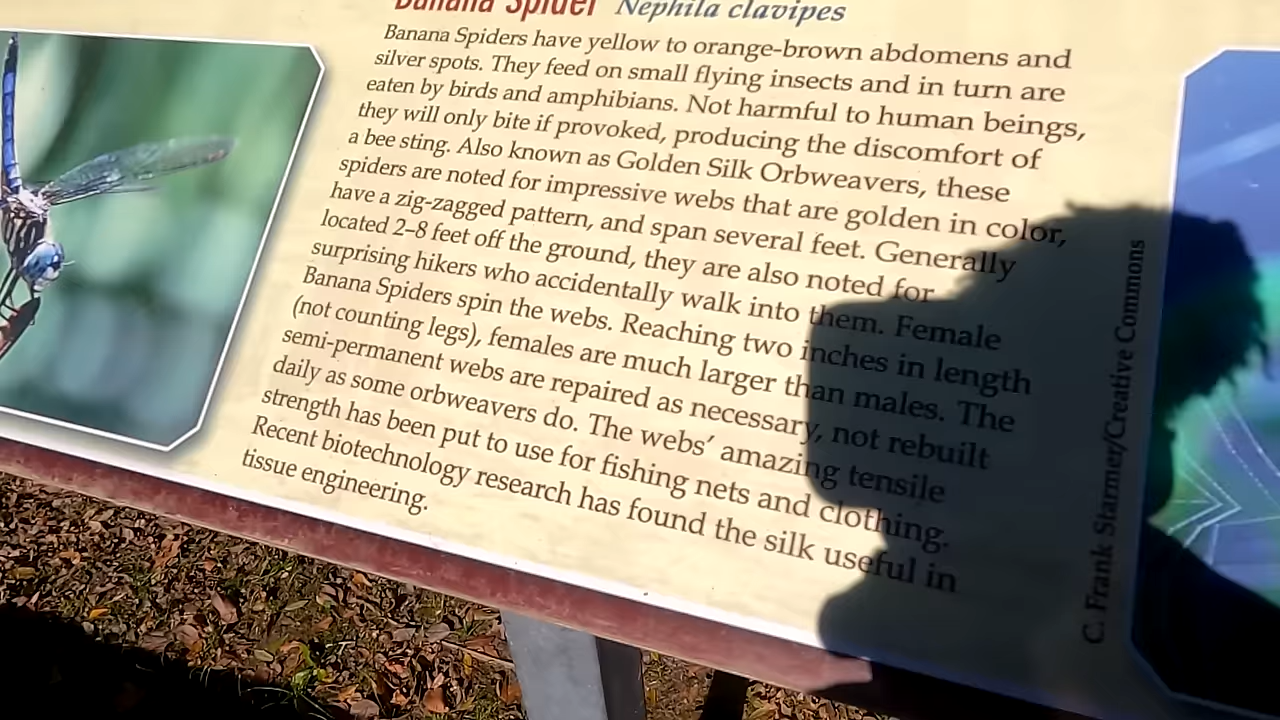 Banana Spider Nephila clavipes
Banana Spiders have yellow to orange-brown abdomens and
silver spots. They feed on small flying insects and in turn are
eaten by birds and amphibians. Not harmful to human beings,
they will only bite if provoked, producing the discomfort of
a bee sting. Also known as Golden Silk Orbweavers, these
spiders are noted for impressive webs that are golden in color,
have a zig-zagged pattern, and span several feet. Generally
located 2–8 feet off the ground, they are also noted for
surprising hikers who accidentally walk into them. Female
Banana Spiders spin the webs. Reaching two inches in length
(not counting legs), females are much larger than males. The
semi-permanent webs are repaired as necessary, not rebuilt
daily as some orbweavers do. The webs' amazing tensile
strength has been put to use for fishing nets and clothing.
Recent biotechnology research has found the silk useful in
tissue engineering.
C. Frank Starmer/Creative Commons